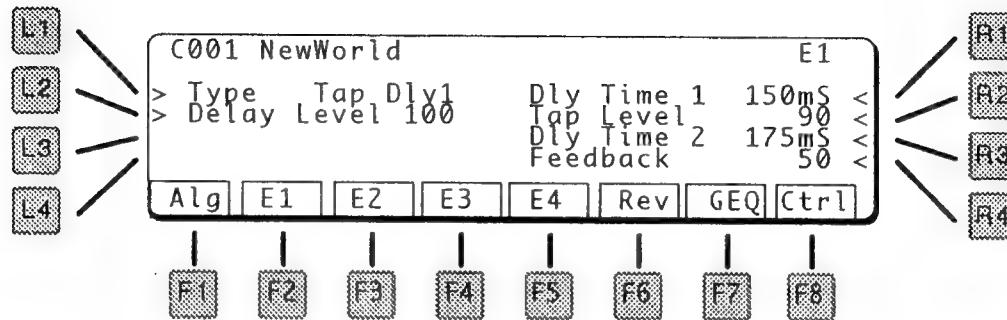 L1
L2
L3
L4
C001 NewWorld E1
> Type Tap Dly1 Dly Time 1 150mS <
> Delay Level 100 Tap Level 90 <
Dly Time 2 175mS <
Feedback 50 <
Alg E1 E2 E3 E4 Rev GEQ Ctrl
F1 F2 F3 F4 F5 F6 F7 F8
R1
R2
R3
R4